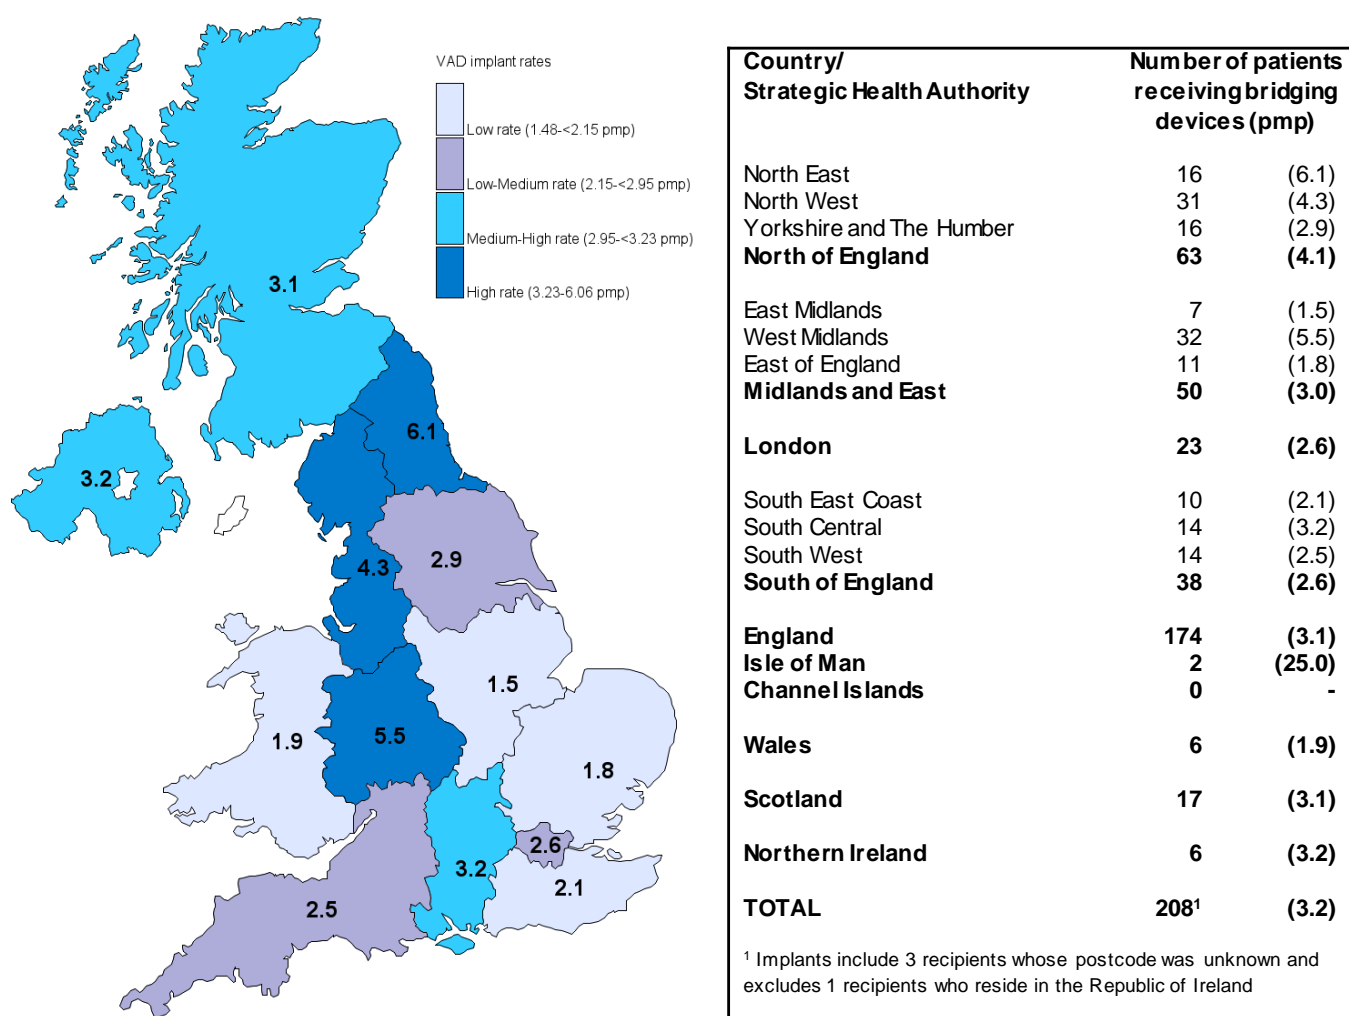 VAD implant rates
Low rate (1.48-<2.15 pmp)
Low-Medium rate (2.15-<2.95 pmp)
Medium-High rate (2.95-<3.23 pmp)
High rate (3.23-6.06 pmp)
3.1
6.1
3.2
2.9
4.3
1.5
5.5
1.9
1.8
2.6
3.2
2.1
2.5
Country/ Number of patients
Strategic Health Authority receiving bridging
devices (pmp)
North East 16 (6.1)
North West 31 (4.3)
Yorkshire and The Humber 16 (2.9)
North of England 63 (4.1)
East Midlands 7 (1.5)
West Midlands 32 (5.5)
East of England 11 (1.8)
Midlands and East 50 (3.0)
London 23 (2.6)
South East Coast 10 (2.1)
South Central 14 (3.2)
South West 14 (2.5)
South of England 38 (2.6)
England 174 (3.1)
Isle of Man 2 (25.0)
Channel Islands 0 -
Wales 6 (1.9)
Scotland 17 (3.1)
Northern Ireland 6 (3.2)
TOTAL 208¹ (3.2)
¹ Implants include 3 recipients whose postcode was unknown and
excludes 1 recipients who reside in the Republic of Ireland